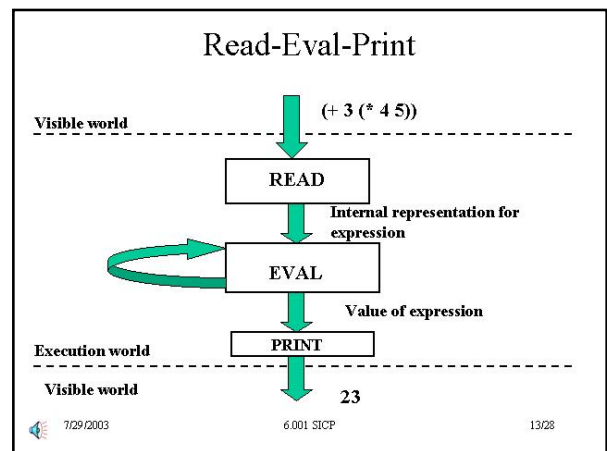 Read-Eval-Print
(+ 3 (* 4 5))
Visible world
READ
Internal representation for
expression
EVAL
Value of expression
PRINT
Execution world
Visible world
23
7/29/2003
6.001 SICP
13/28